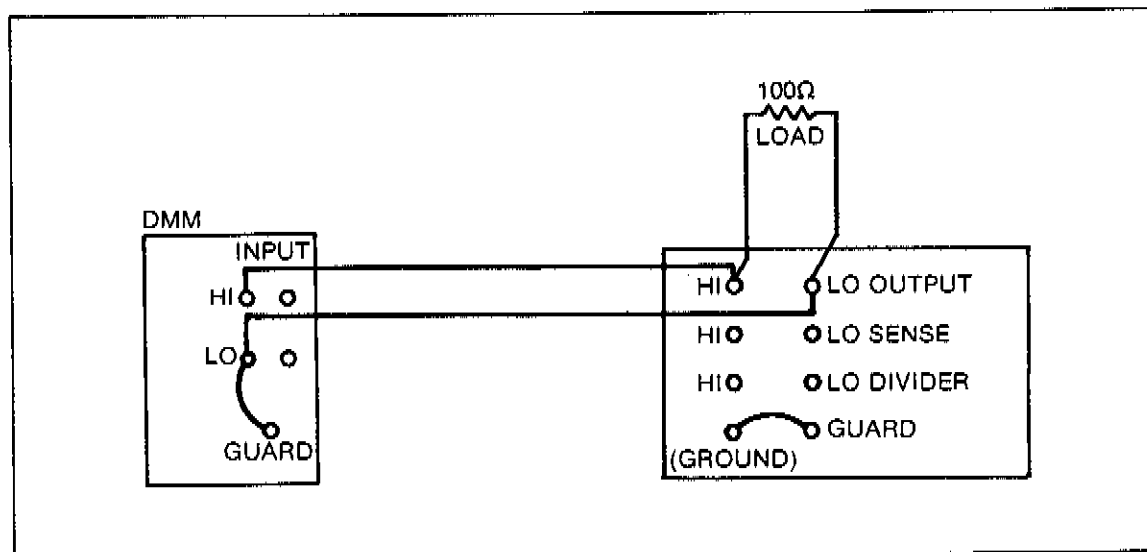 100Ω
LOAD
DMM
INPUT
HI
LO
GUARD
HI LO OUTPUT
HI LO SENSE
HI LO DIVIDER
GUARD
(GROUND)